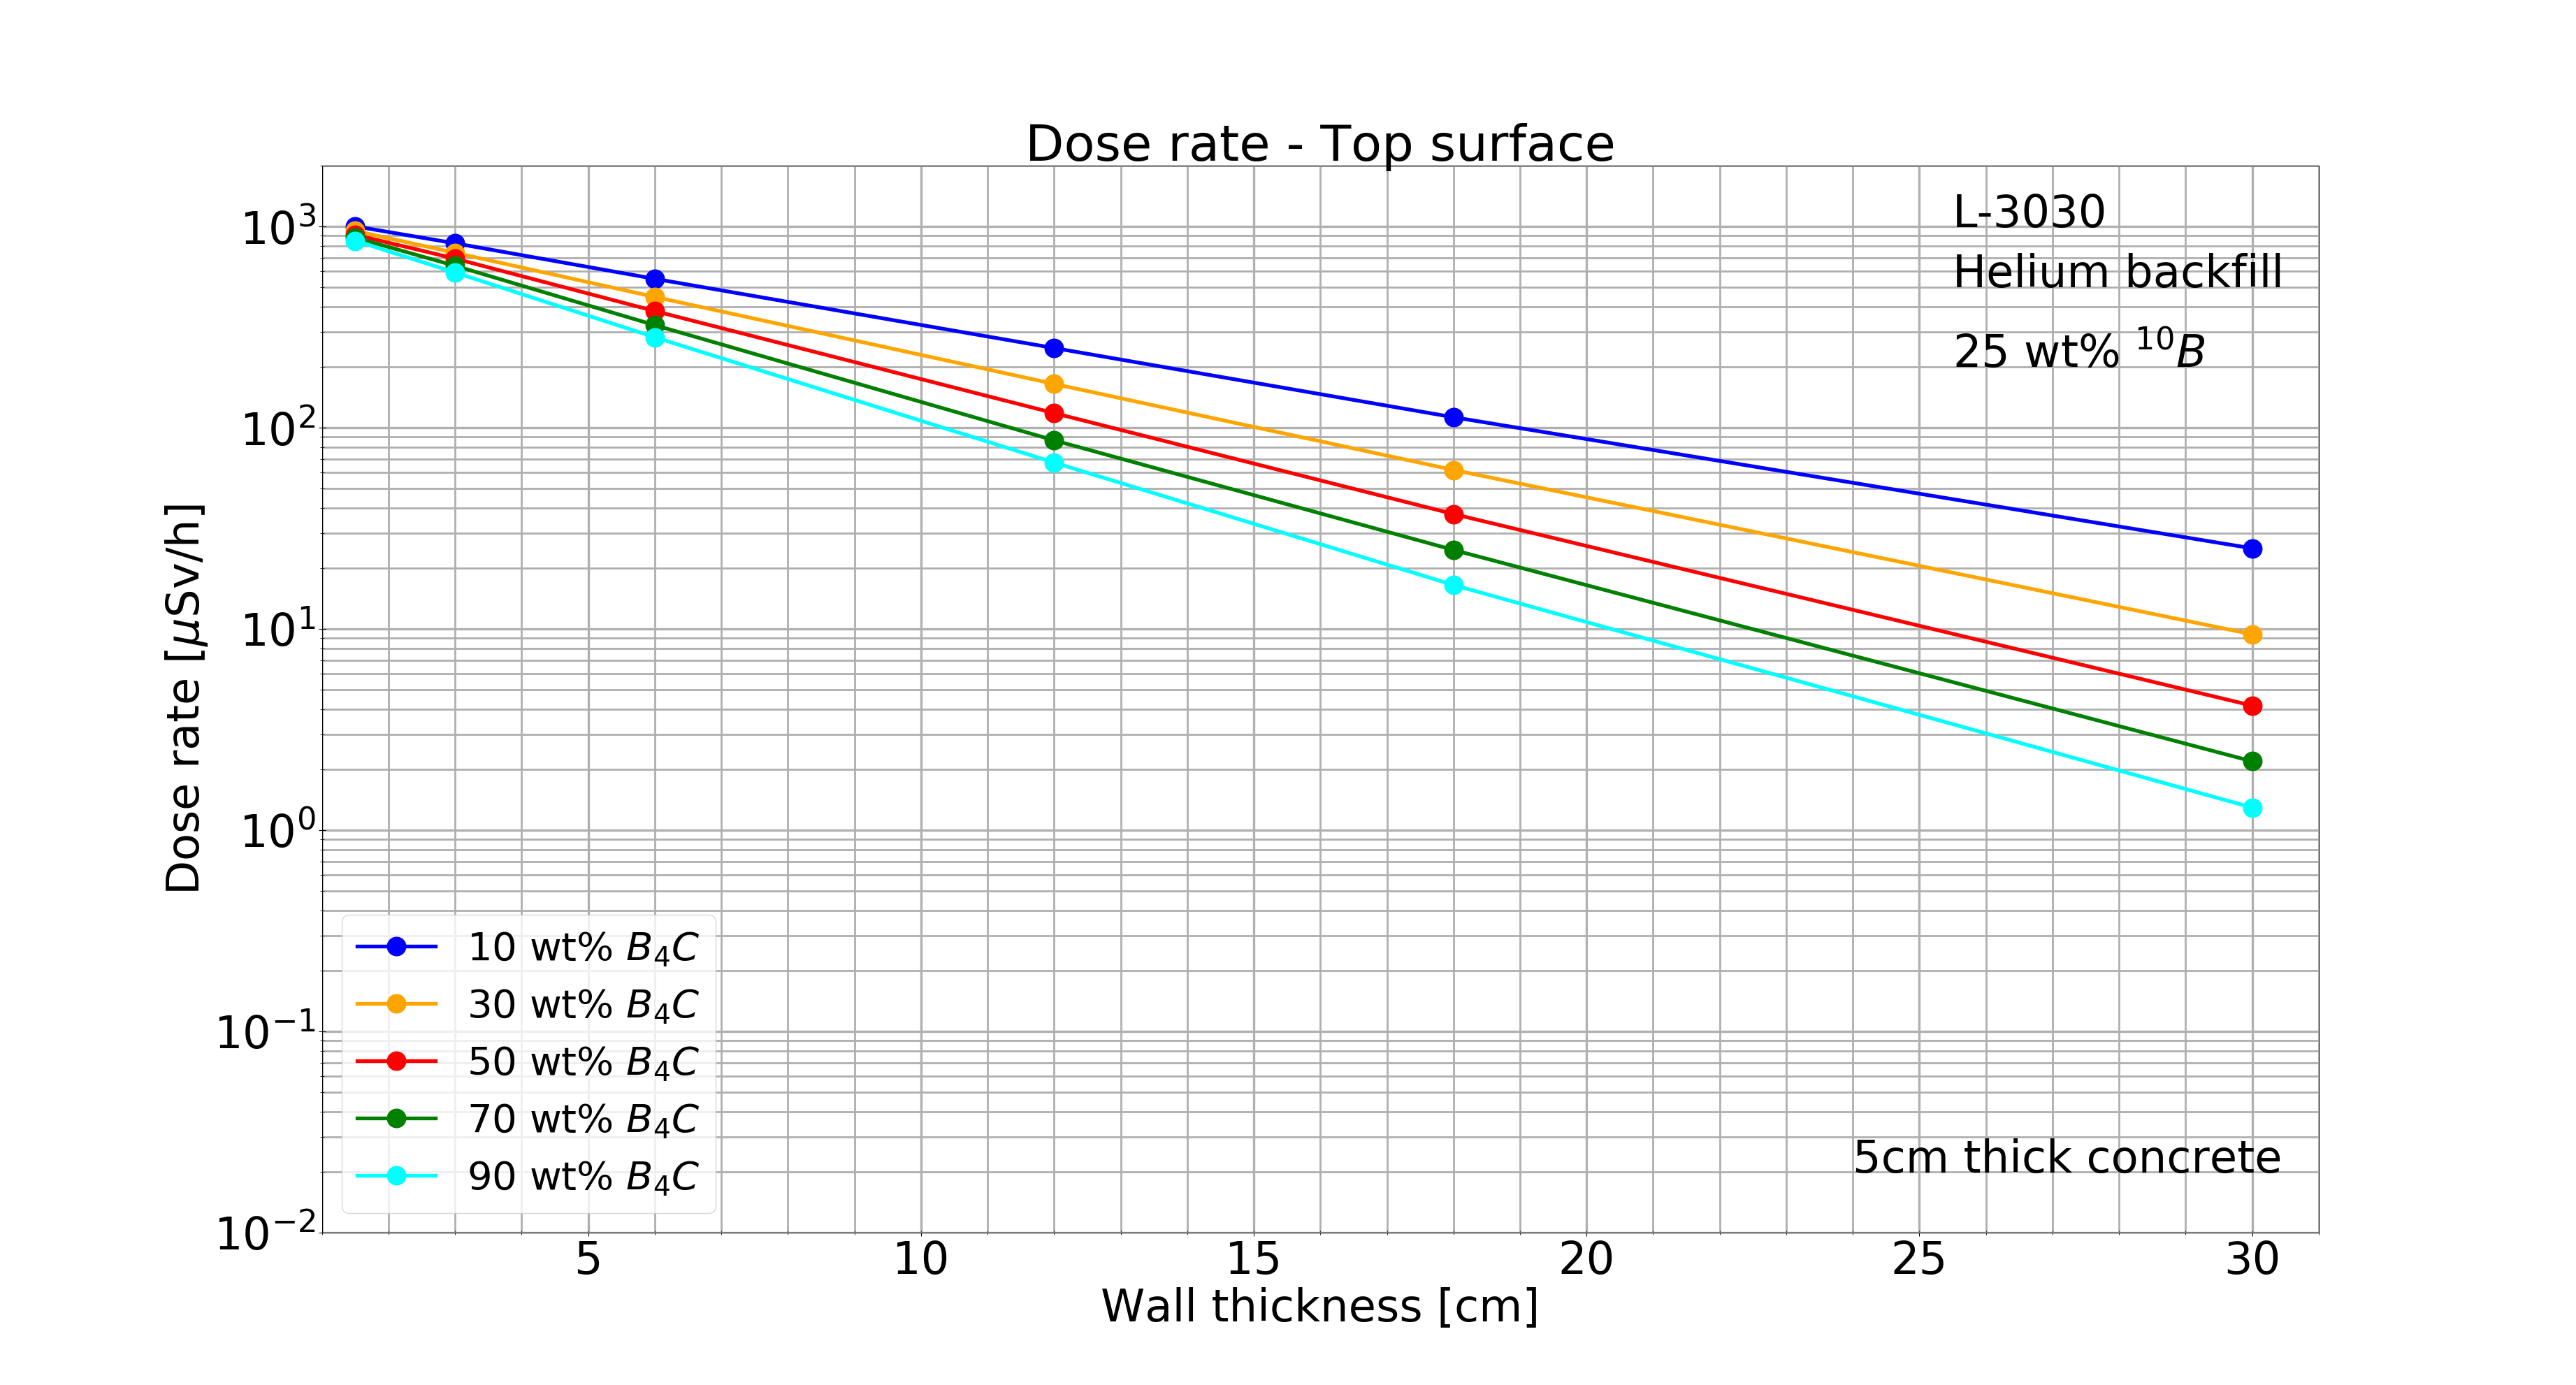 Dose rate - Top surface
L-3030
Helium backfill
25 wt% ¹⁰B
10³
10²
10¹
10⁰
10⁻¹
10⁻²
Dose rate [μSv/h]
10 wt% B₄C
30 wt% B₄C
50 wt% B₄C
70 wt% B₄C
90 wt% B₄C
5cm thick concrete
5 10 15 20 25 30
Wall thickness [cm]